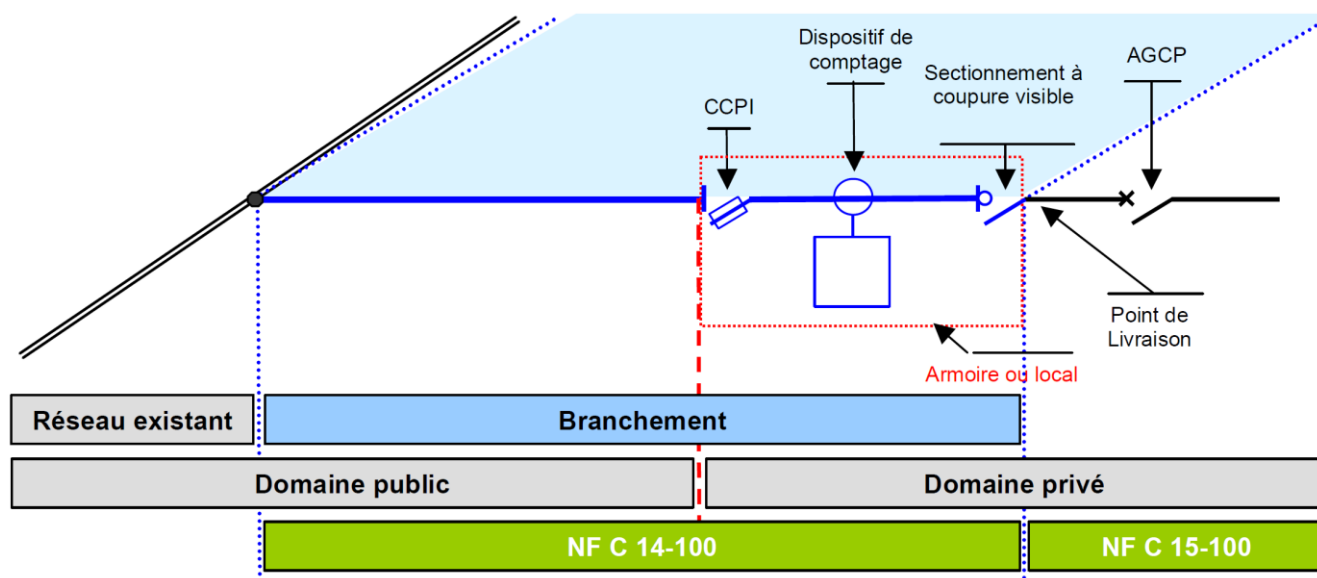 Dispositif de
comptage
AGCP
Sectionnement à
coupure visible
CCPI
Point de
Livraison
Armoire ou local
Réseau existant
Branchement
Domaine public
Domaine privé
NF C 14-100
NF C 15-100